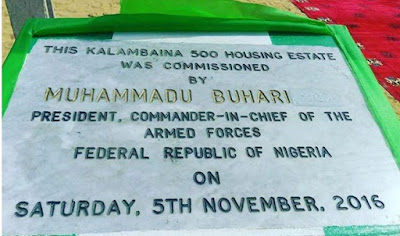 THIS KALAMBAINA 500 HOUSING ESTATE
WAS COMMISSIONED
BY
MUHAMMADU BUHARI
PRESIDENT, COMMANDER-IN-CHIEF OF THE
ARMED FORCES
FEDERAL REPUBLIC OF NIGERIA
ON
SATURDAY, 5TH NOVEMBER, 2016